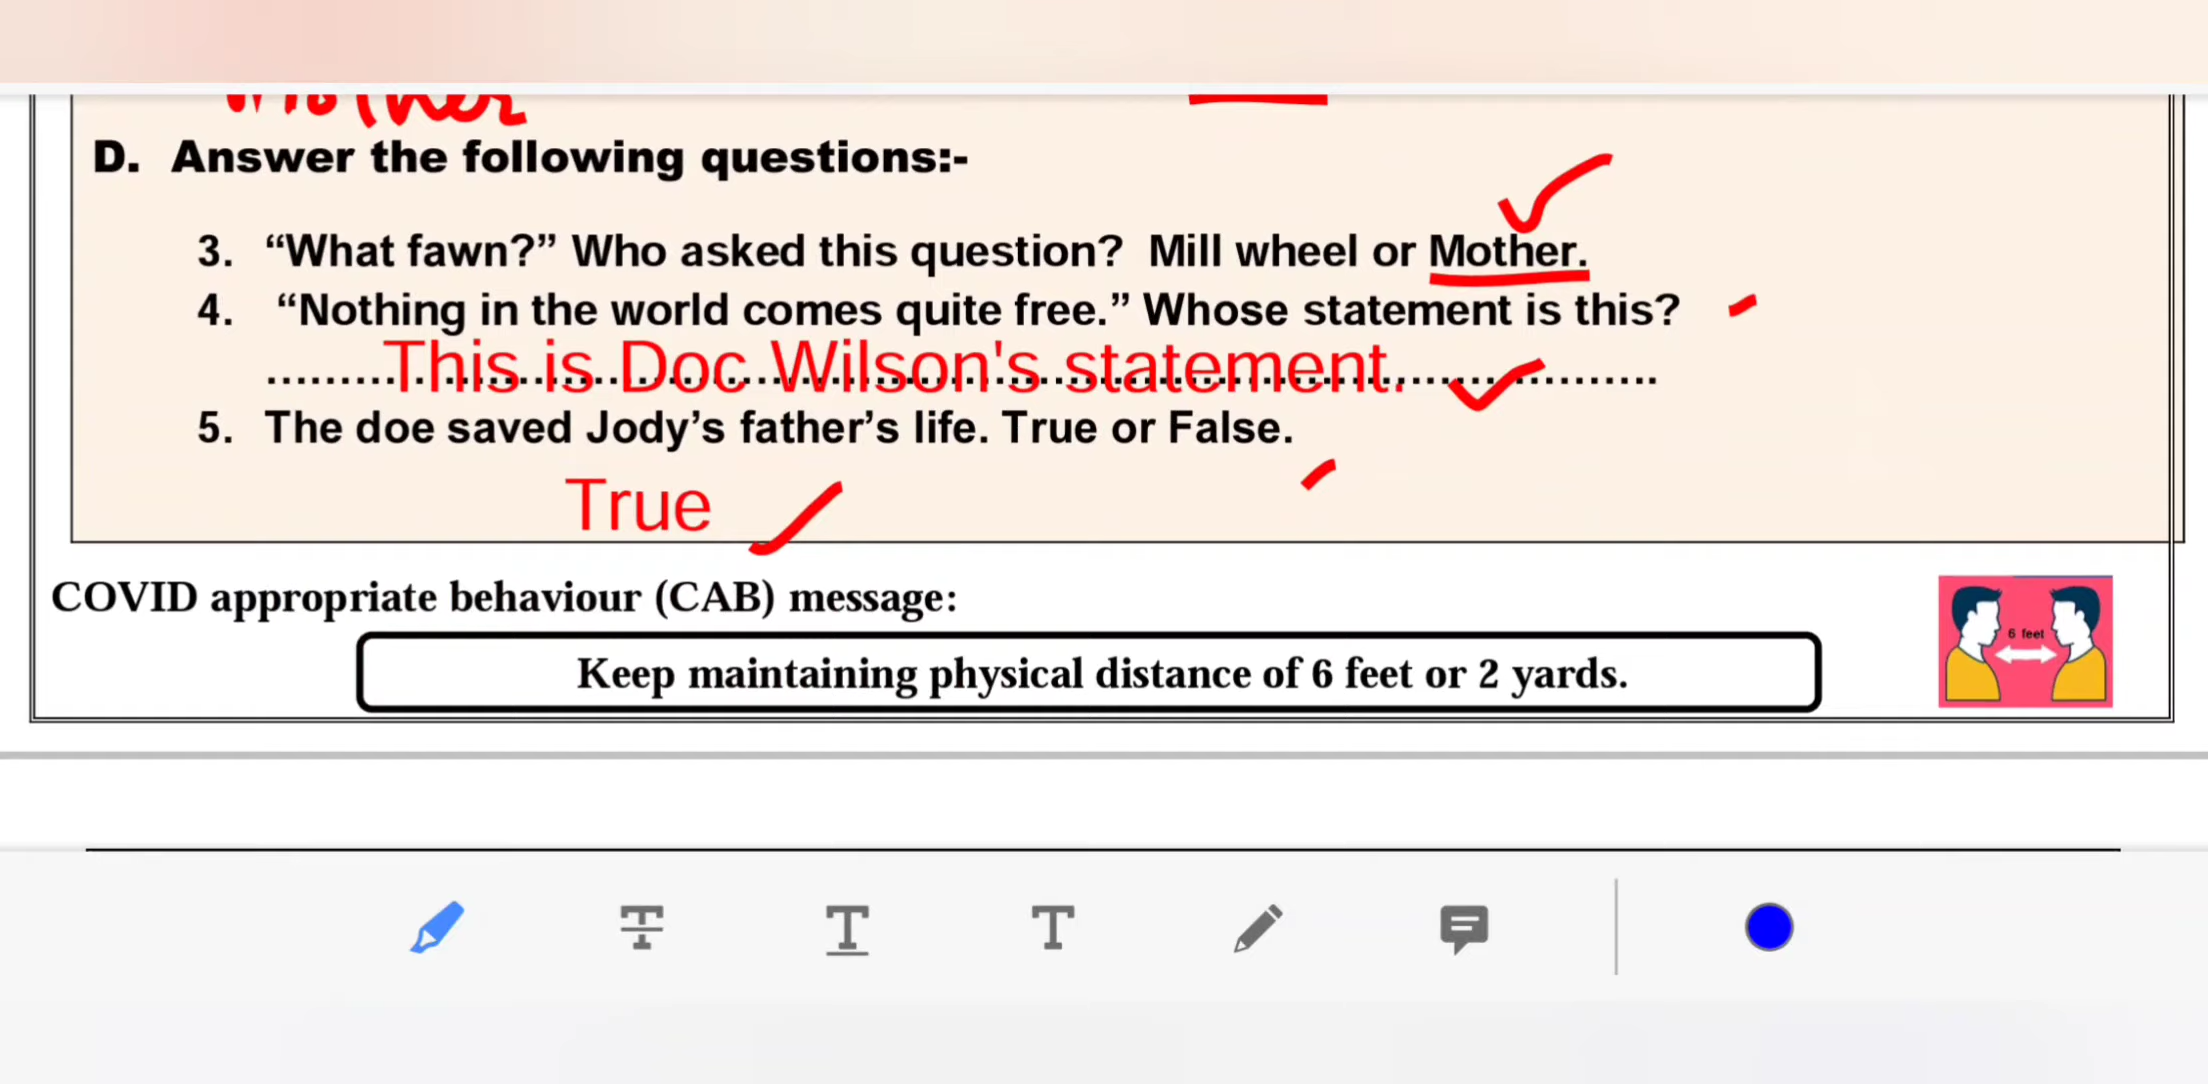 Mother
D. Answer the following questions:-
3. “What fawn?” Who asked this question? Mill wheel or Mother.
4. “Nothing in the world comes quite free.” Whose statement is this?
This is Doc Wilson's statement.
5. The doe saved Jody’s father’s life. True or False.
True
COVID appropriate behaviour (CAB) message:
6 feet
Keep maintaining physical distance of 6 feet or 2 yards.